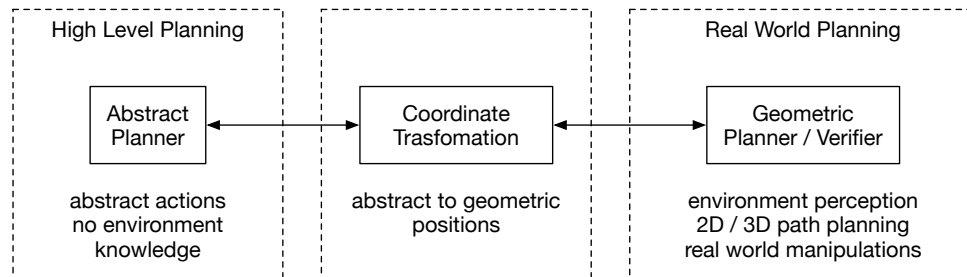 High Level Planning
Abstract
Planner
abstract actions
no environment
knowledge
Coordinate
Trasfomation
abstract to geometric
positions
Real World Planning
Geometric
Planner / Verifier
environment perception
2D / 3D path planning
real world manipulations